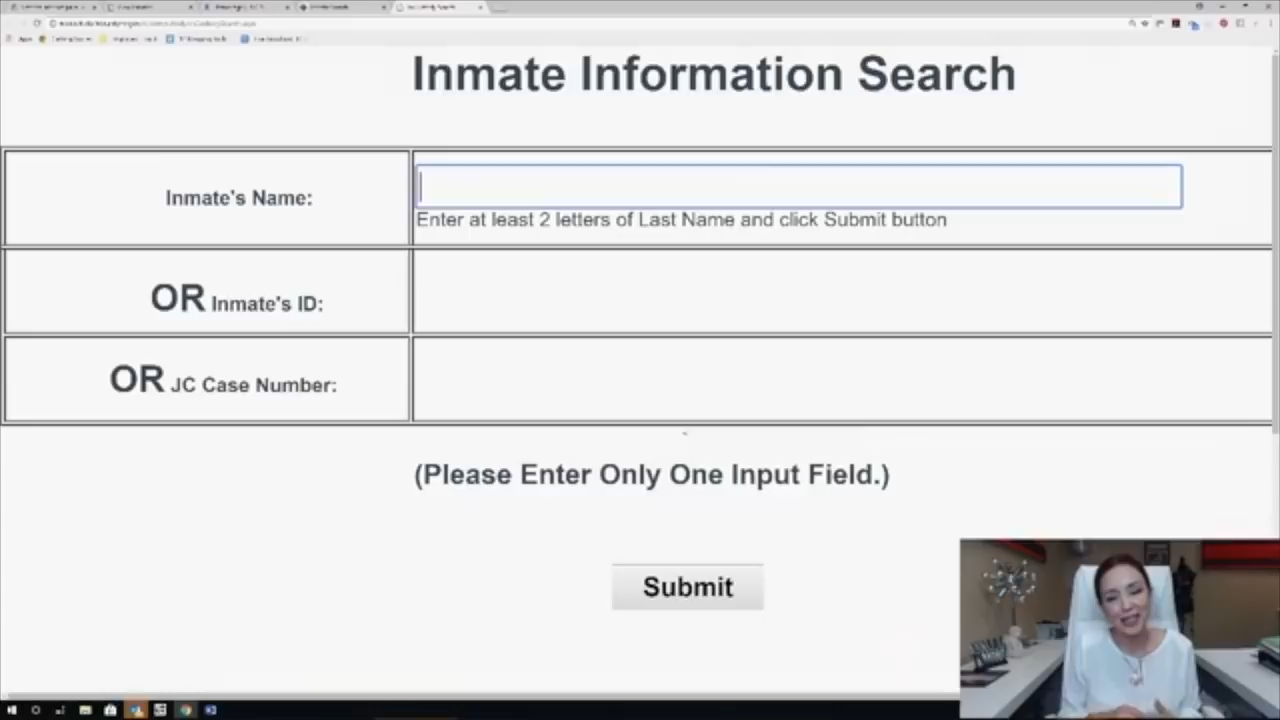 Inmate Information Search
Inmate's Name:
Enter at least 2 letters of Last Name and click Submit button
OR Inmate's ID:
OR JC Case Number:
(Please Enter Only One Input Field.)
Submit